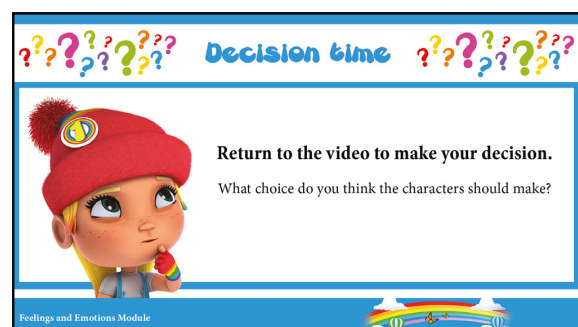 Decision time
Return to the video to make your decision.
What choice do you think the characters should make?
Feelings and Emotions Module